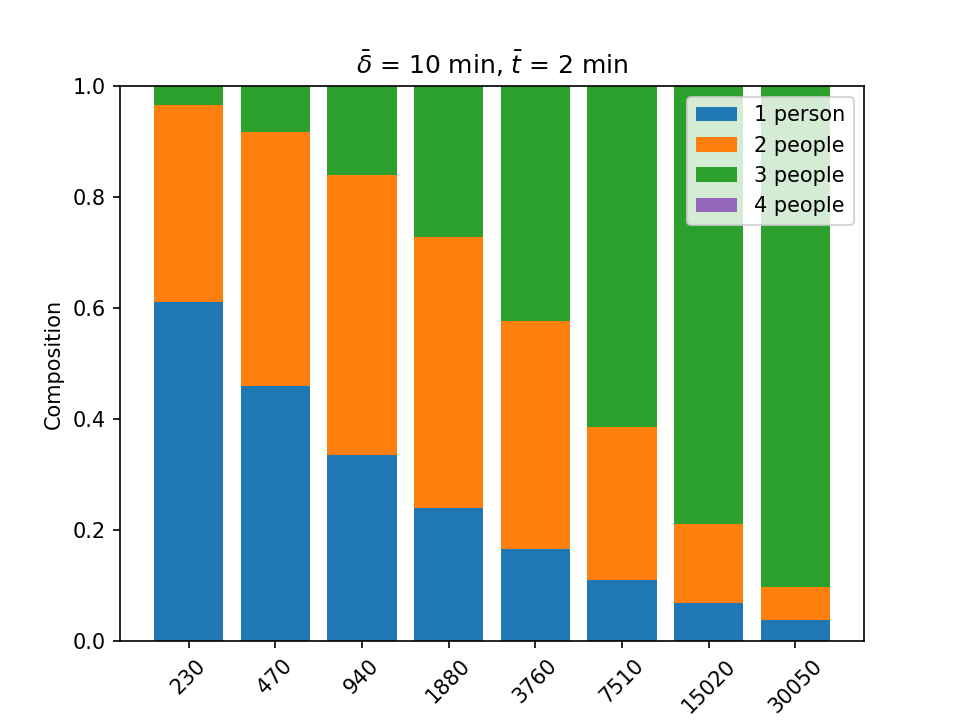 δ̄ = 10 min, t̄ = 2 min
1.0
0.8
0.6
0.4
0.2
0.0
Composition
1 person
2 people
3 people
4 people
230
470
940
1880
3760
7510
15020
30050